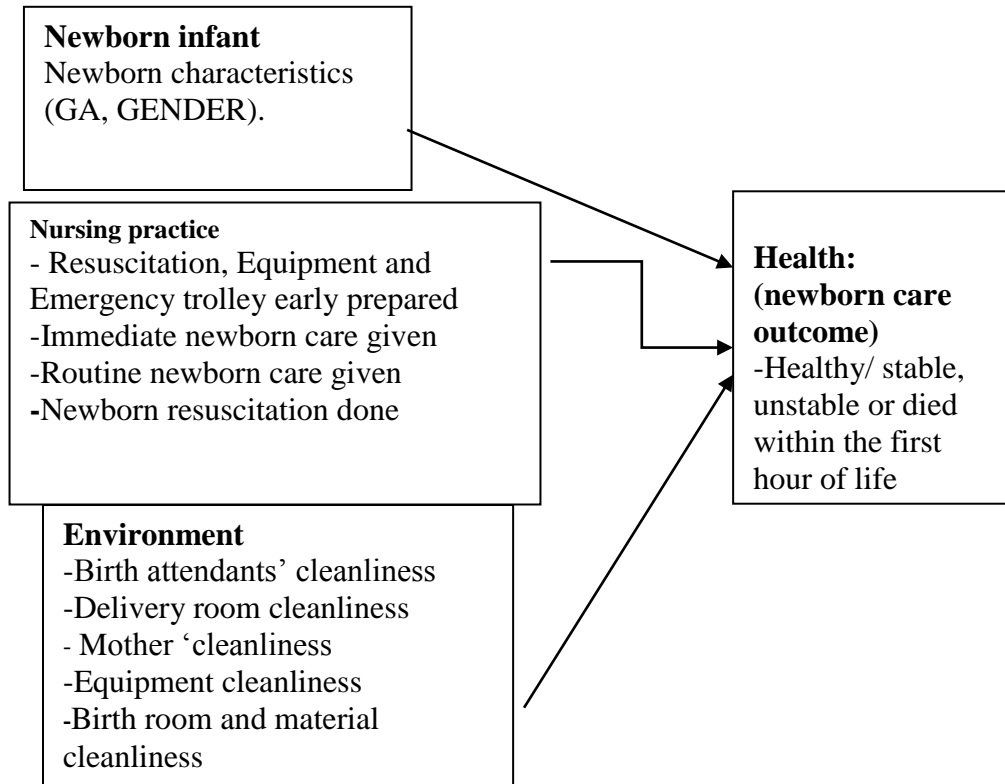 Newborn infant
Newborn characteristics
(GA, GENDER).
Nursing practice
- Resuscitation, Equipment and
Emergency trolley early prepared
-Immediate newborn care given
-Routine newborn care given
-Newborn resuscitation done
Environment
-Birth attendants’ cleanliness
-Delivery room cleanliness
- Mother ‘cleanliness
-Equipment cleanliness
-Birth room and material
cleanliness
Health:
(newborn care
outcome)
-Healthy/ stable,
unstable or died
within the first
hour of life